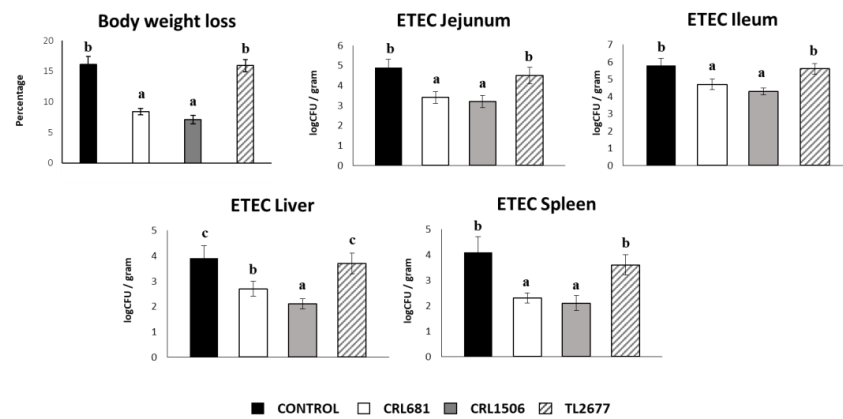 Body weight loss
Percentage
20
15
10
5
0
b
a
a
b
ETEC Jejunum
logCFU / gram
6
5
4
3
2
1
0
b
a
a
b
ETEC Ileum
logCFU / gram
7
6
5
4
3
2
1
0
b
a
a
b
ETEC Liver
logCFU / gram
5
4
3
2
1
0
c
b
a
c
ETEC Spleen
logCFU / gram
5
4
3
2
1
0
b
a
a
b
CONTROL CRL681 CRL1506 TL2677